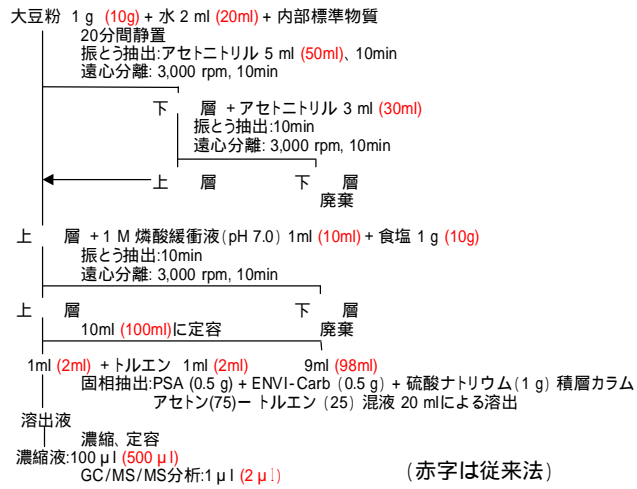 大豆粉 1 g (10g) + 水 2 ml (20ml) + 内部標準物質
20分間静置
振とう抽出:アセトニトリル 5 ml (50ml)、10min
遠心分離: 3,000 rpm, 10min
下 層 + アセトニトリル 3 ml (30ml)
振とう抽出:10min
遠心分離: 3,000 rpm, 10min
上 層 下 層
廃棄
上 層 + 1 M 燐酸緩衝液(pH 7.0) 1ml (10ml) + 食塩 1 g (10g)
振とう抽出:10min
遠心分離: 3,000 rpm, 10min
上 層 下 層
10ml (100ml)に定容 廃棄
1ml (2ml) + トルエン 1ml (2ml) 9ml (98ml)
固相抽出:PSA (0.5 g) + ENVI-Carb (0.5 g) + 硫酸ナトリウム(1 g) 積層カラム
アセトン(75)− トルエン (25) 混液 20 mlによる溶出
溶出液
濃縮、定容
濃縮液:100 µl (500 µl)
GC/MS/MS分析:1 µl (2 µl)
(赤字は従来法)